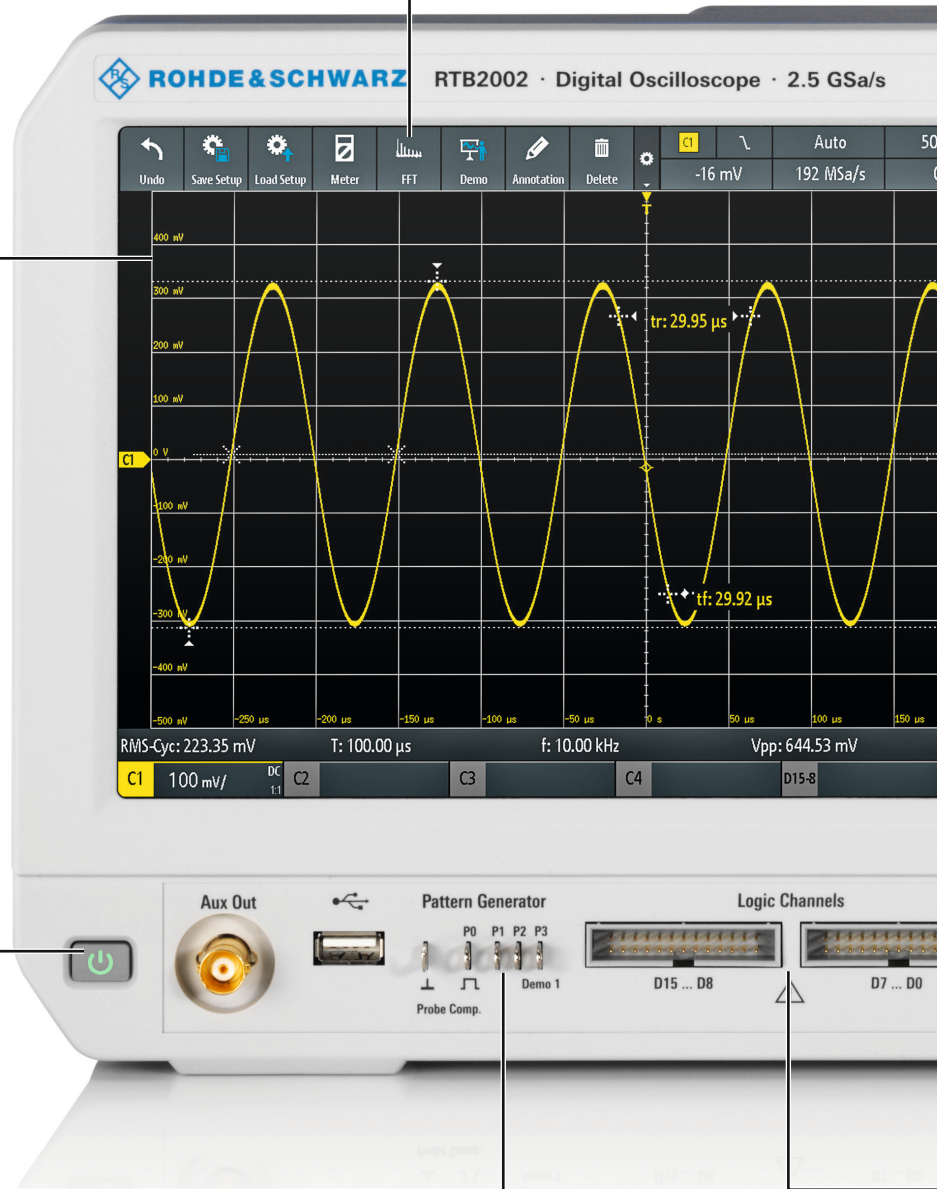 ROHDE & SCHWARZ RTB2002 · Digital Oscilloscope · 2.5 GSa/s
Undo Save Setup Load Setup Meter FFT Demo Annotation Delete
C1 Auto 50
-16 mV 192 MSa/s
T
400 mV
300 mV
tr: 29.95 µs
200 mV
100 mV
C1 0 V
-100 mV
-200 mV
tf: 29.92 µs
-300 mV
-400 mV
-500 mV -250 µs -200 µs -150 µs -100 µs -50 µs 0 s 50 µs 100 µs 150 µs
RMS-Cyc: 223.35 mV T: 100.00 µs f: 10.00 kHz Vpp: 644.53 mV
C1 100 mV/ DC 1:1 C2 C3 C4 D15-8
Aux Out Pattern Generator Logic Channels
P0 P1 P2 P3
Demo 1 D15 ... D8 D7 ... D0
Probe Comp.